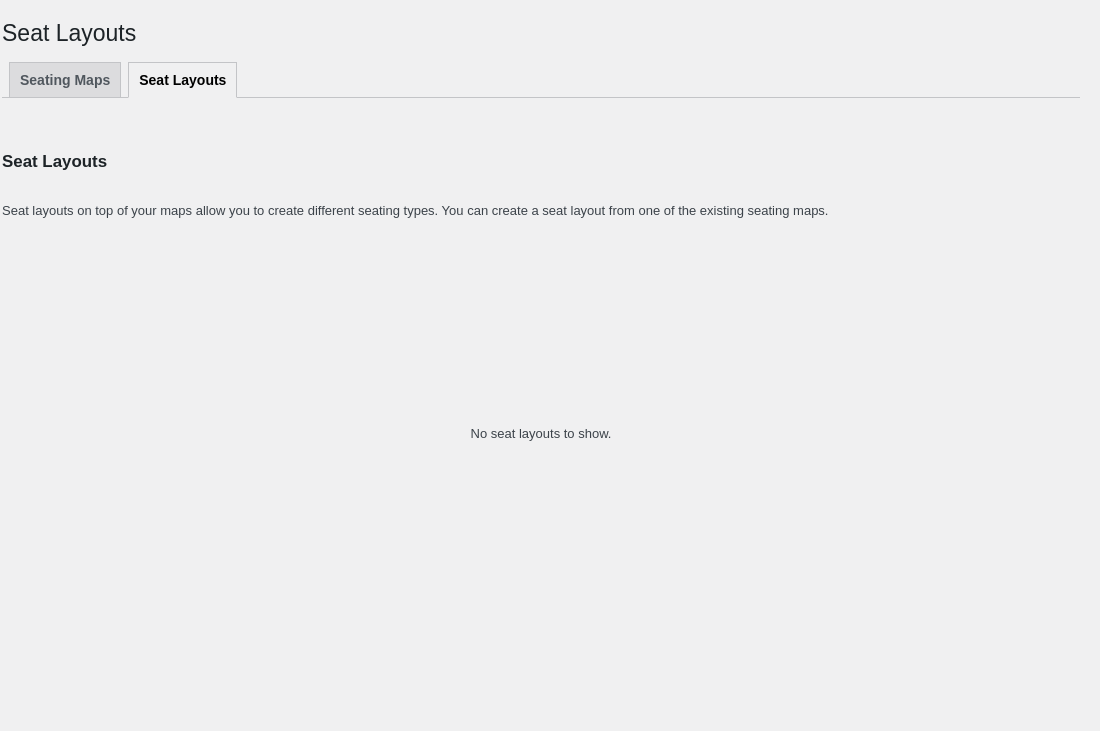 Seat Layouts
Seating Maps
Seat Layouts
Seat Layouts
Seat layouts on top of your maps allow you to create different seating types. You can create a seat layout from one of the existing seating maps.
No seat layouts to show.